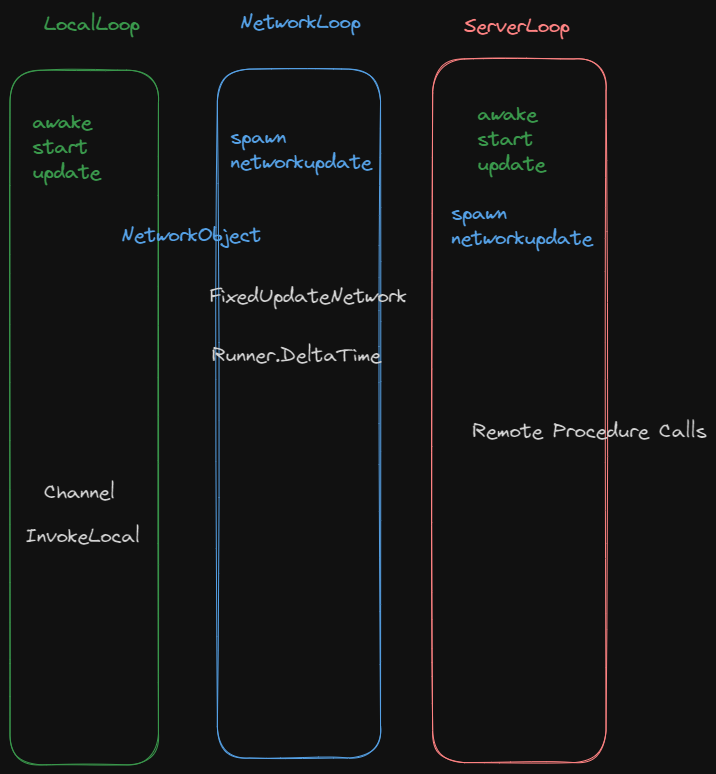 LocalLoop
NetworkLoop
ServerLoop
awake
start
update
spawn
networkupdate
awake
start
update
spawn
networkupdate
NetworkObject
FixedUpdateNetwork
Runner.DeltaTime
Remote Procedure Calls
Channel
InvokeLocal